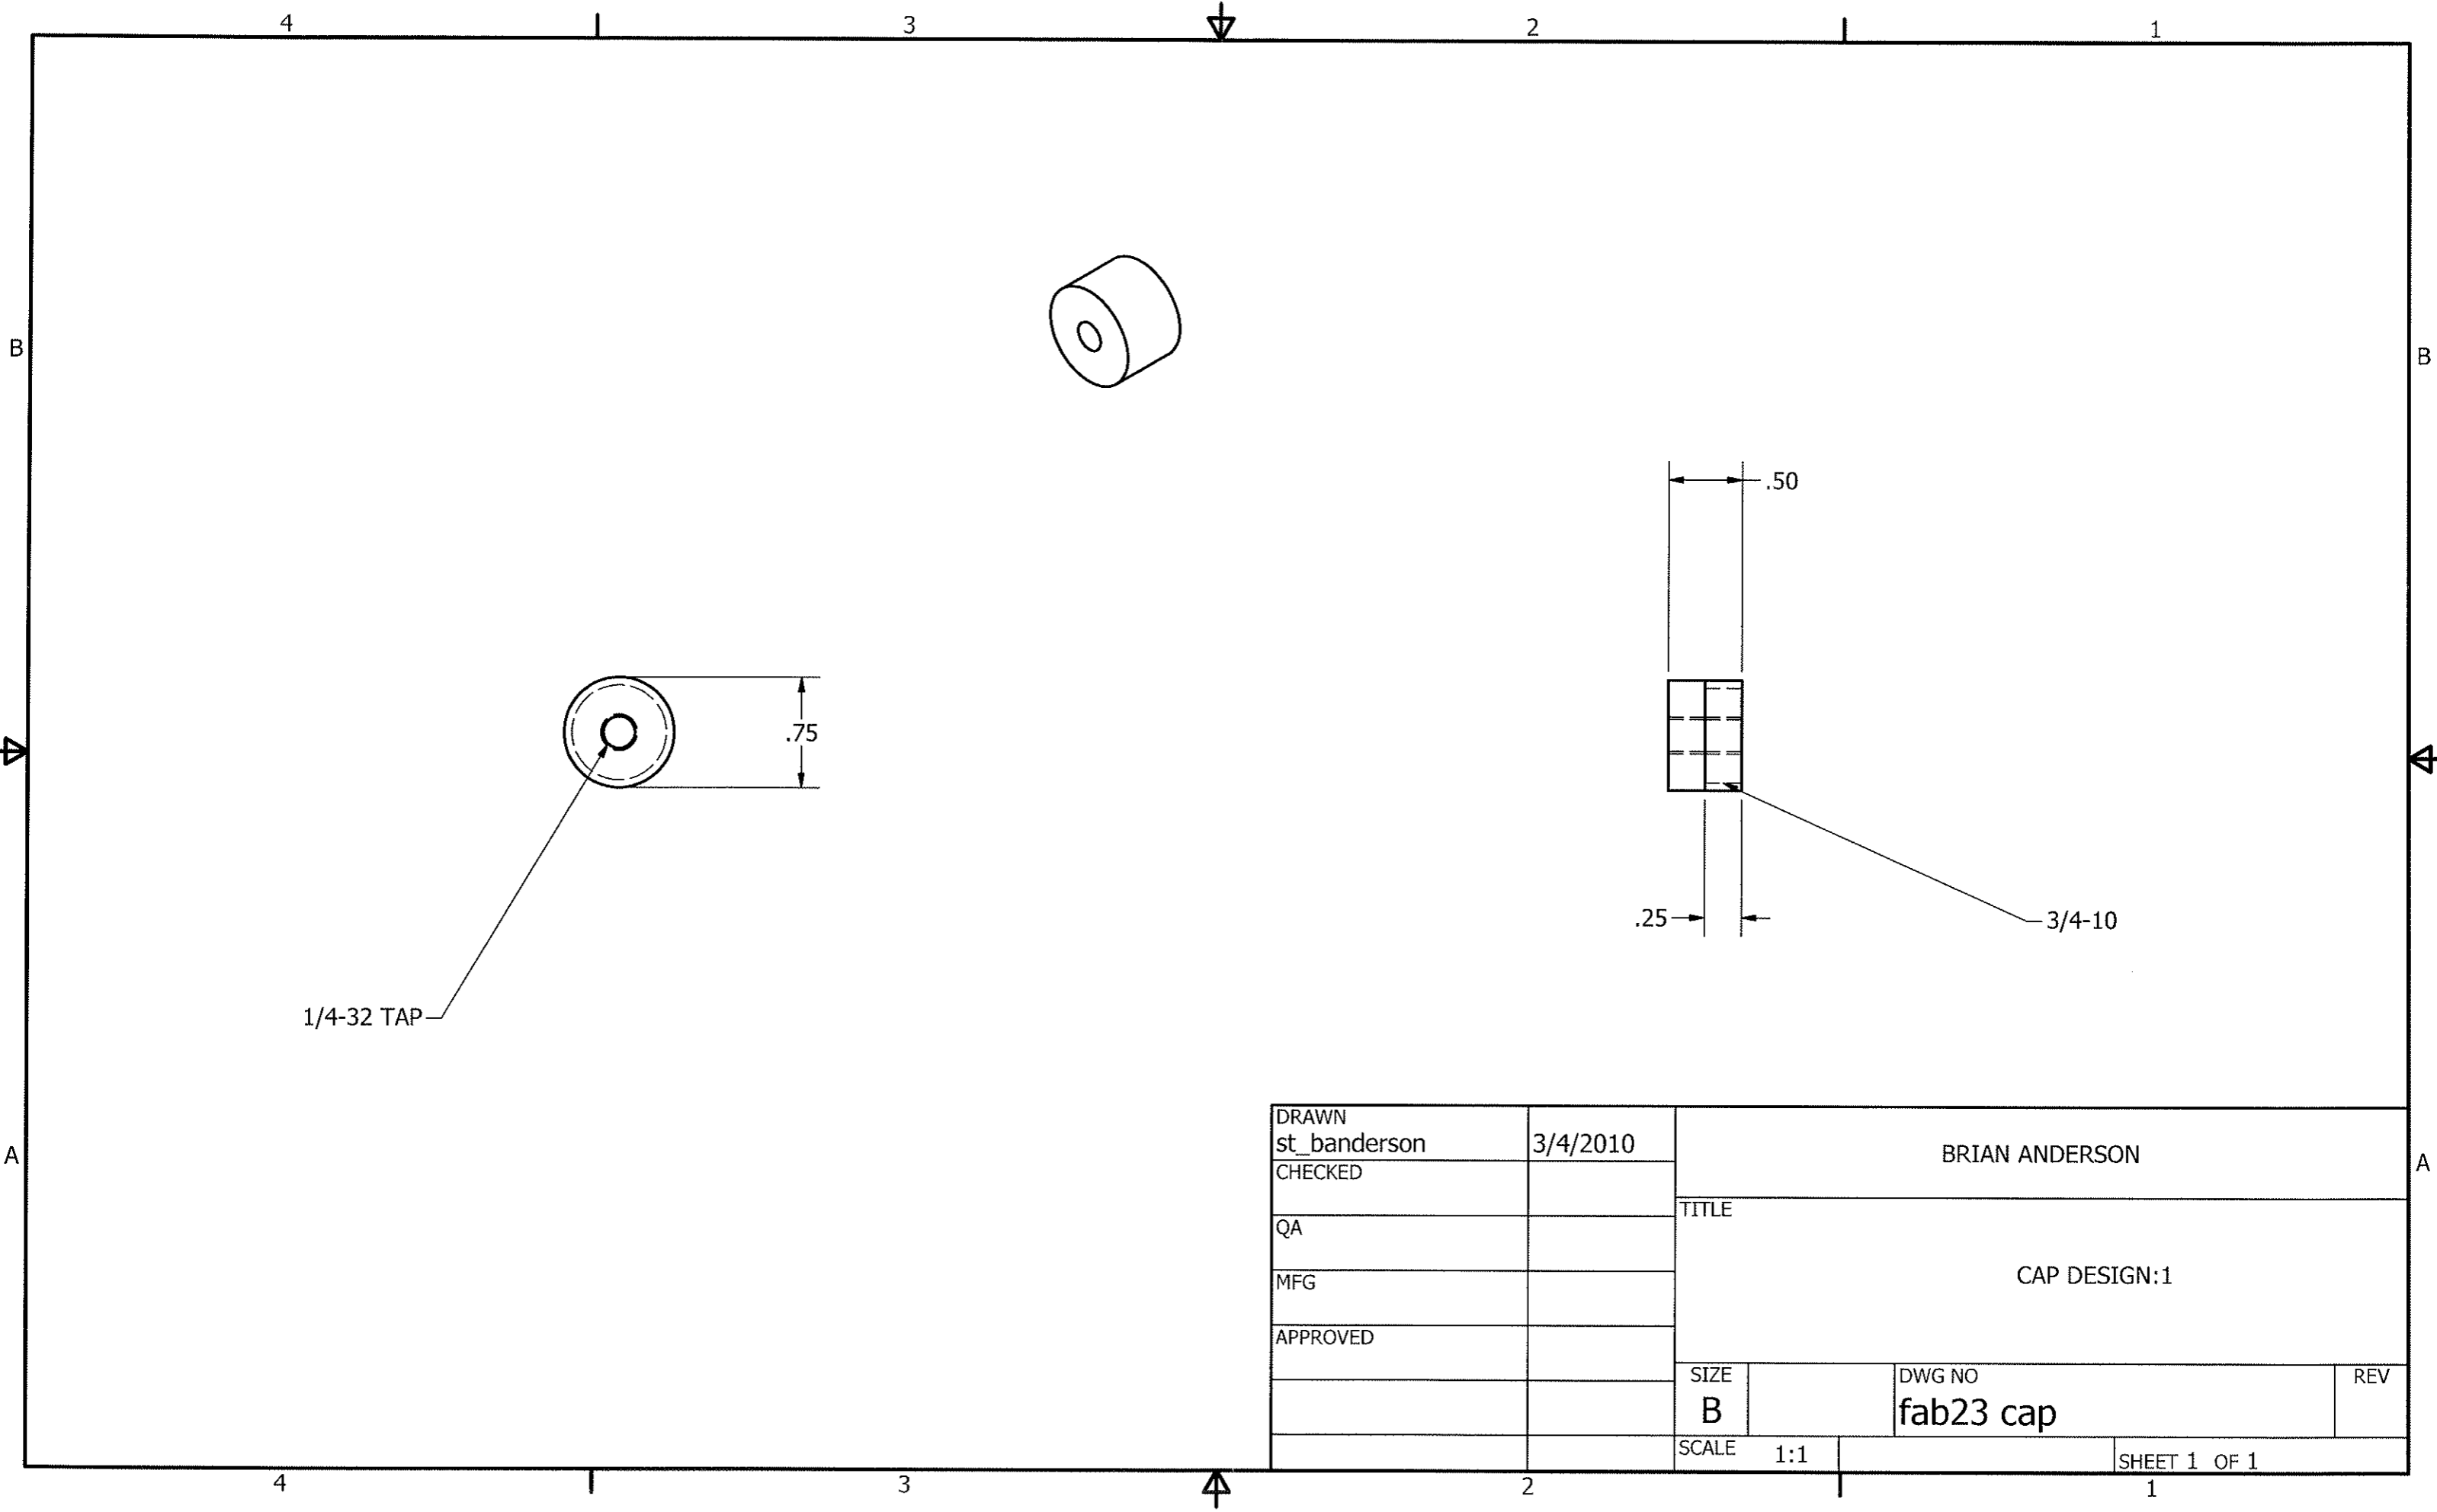 4 3 2 1
B B
.50
.75
.25
3/4-10
1/4-32 TAP
A A
DRAWN
st_banderson 3/4/2010
CHECKED
QA
MFG
APPROVED
BRIAN ANDERSON
TITLE
CAP DESIGN:1
SIZE
B
DWG NO
fab23 cap
REV
SCALE 1:1
SHEET 1 OF 1
4 3 2 1